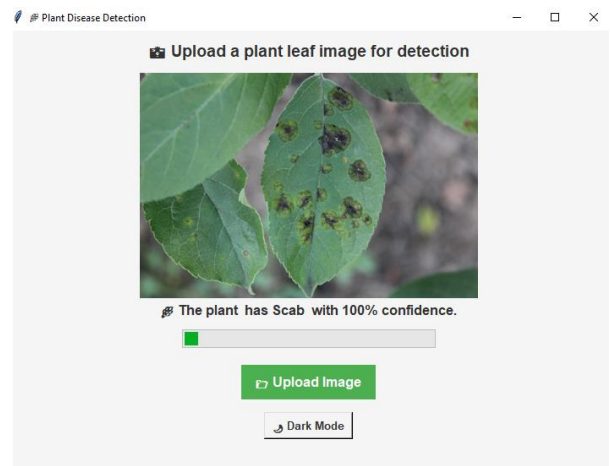 Plant Disease Detection
Upload a plant leaf image for detection
The plant has Scab with 100% confidence.
Upload Image
Dark Mode